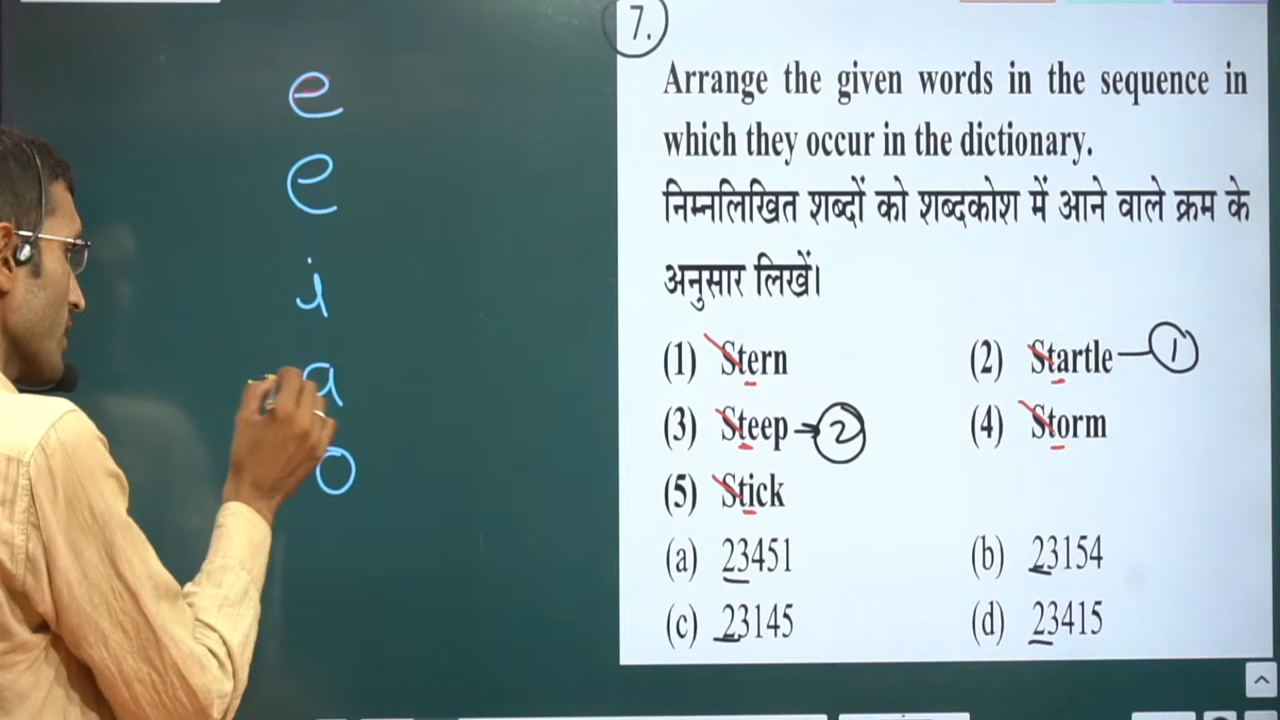 e
e
i
a
o
7.
Arrange the given words in the sequence in
which they occur in the dictionary.
निम्नलिखित शब्दों को शब्दकोश में आने वाले क्रम के
अनुसार लिखें।
(1) Stern (2) Startle 1
(3) Steep 2 (4) Storm
(5) Stick
(a) 23451 (b) 23154
(c) 23145 (d) 23415